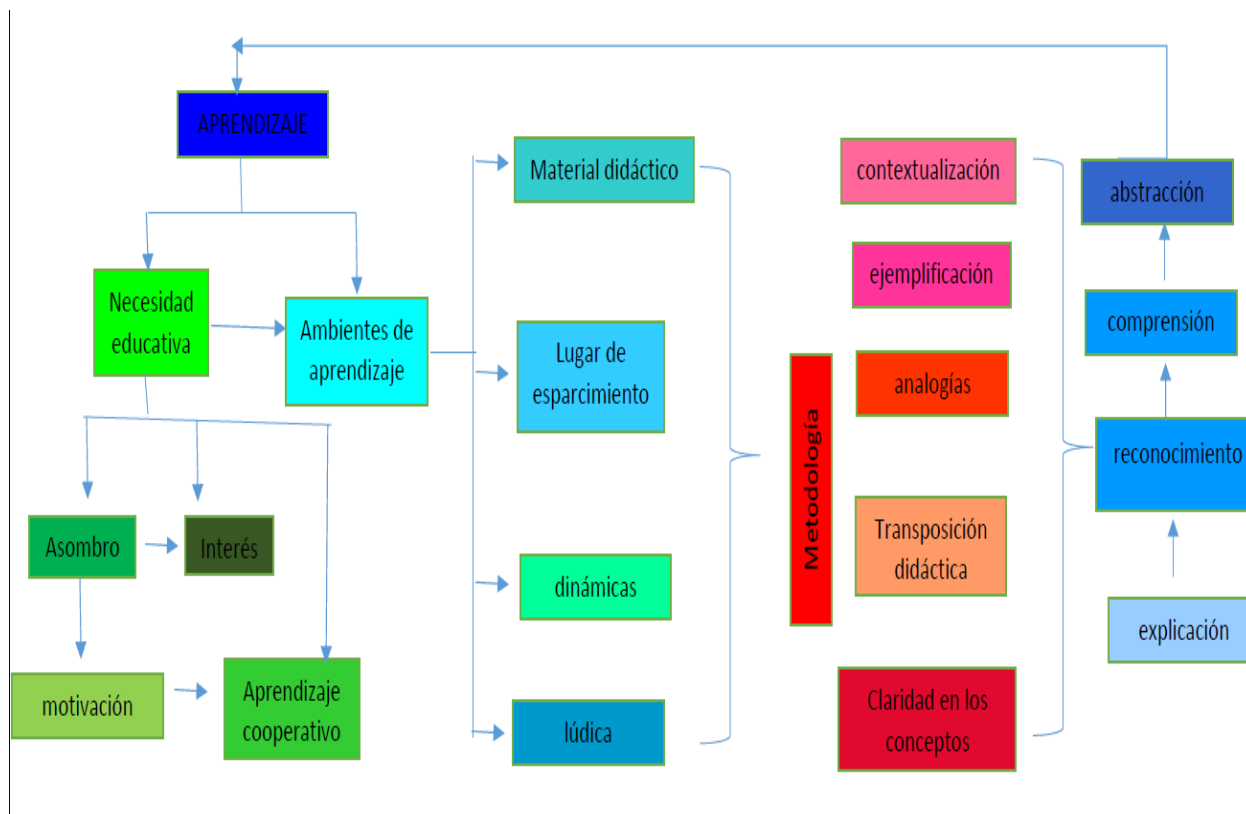 APRENDIZAJE
Necesidad
educativa
Ambientes de
aprendizaje
Asombro
Interés
motivación
Aprendizaje
cooperativo
Material didáctico
Lugar de
esparcimiento
dinámicas
lúdica
Metodología
contextualización
ejemplificación
analogías
Transposición
didáctica
Claridad en los
conceptos
abstracción
comprensión
reconocimiento
explicación